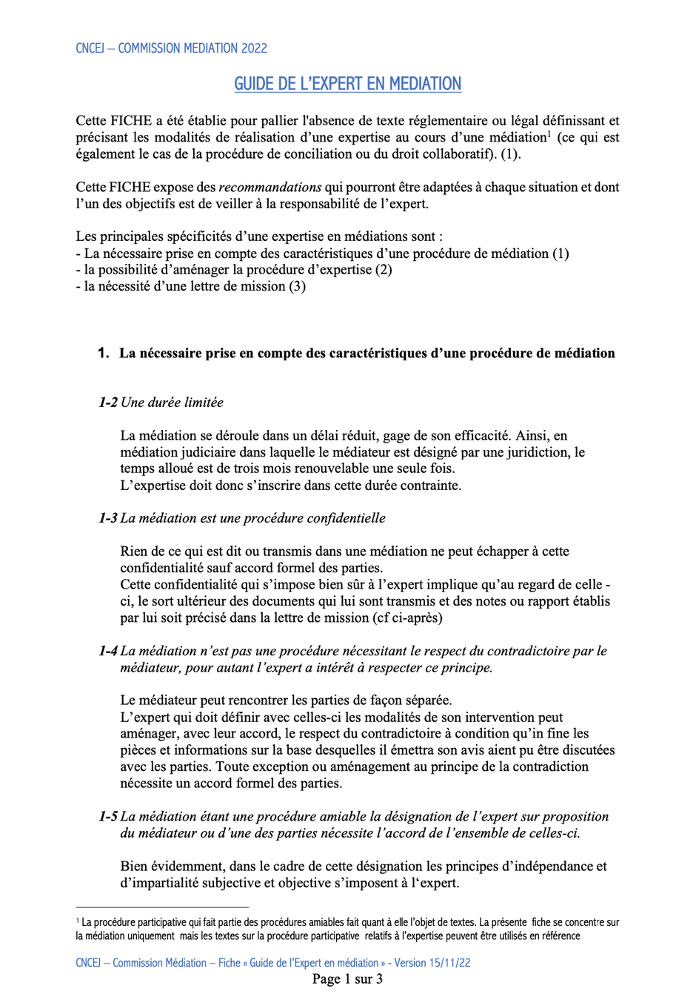 CNCEJ – COMMISSION MEDIATION 2022
GUIDE DE L’EXPERT EN MEDIATION
Cette FICHE a été établie pour pallier l'absence de texte réglementaire ou légal définissant et
précisant les modalités de réalisation d’une expertise au cours d’une médiation¹ (ce qui est
également le cas de la procédure de conciliation ou du droit collaboratif). (1).
Cette FICHE expose des recommandations qui pourront être adaptées à chaque situation et dont
l’un des objectifs est de veiller à la responsabilité de l’expert.
Les principales spécificités d’une expertise en médiations sont :
- La nécessaire prise en compte des caractéristiques d’une procédure de médiation (1)
- la possibilité d’aménager la procédure d’expertise (2)
- la nécessité d’une lettre de mission (3)
1. La nécessaire prise en compte des caractéristiques d’une procédure de médiation
1-2 Une durée limitée
La médiation se déroule dans un délai réduit, gage de son efficacité. Ainsi, en
médiation judiciaire dans laquelle le médiateur est désigné par une juridiction, le
temps alloué est de trois mois renouvelable une seule fois.
L’expertise doit donc s’inscrire dans cette durée contrainte.
1-3 La médiation est une procédure confidentielle
Rien de ce qui est dit ou transmis dans une médiation ne peut échapper à cette
confidentialité sauf accord formel des parties.
Cette confidentialité qui s’impose bien sûr à l’expert implique qu’au regard de celle -
ci, le sort ultérieur des documents qui lui sont transmis et des notes ou rapport établis
par lui soit précisé dans la lettre de mission (cf ci-après)
1-4 La médiation n’est pas une procédure nécessitant le respect du contradictoire par le
médiateur, pour autant l’expert a intérêt à respecter ce principe.
Le médiateur peut rencontrer les parties de façon séparée.
L’expert qui doit définir avec celles-ci les modalités de son intervention peut
aménager, avec leur accord, le respect du contradictoire à condition qu’in fine les
pièces et informations sur la base desquelles il émettra son avis aient pu être discutées
avec les parties. Toute exception ou aménagement au principe de la contradiction
nécessite un accord formel des parties.
1-5 La médiation étant une procédure amiable la désignation de l’expert sur proposition
du médiateur ou d’une des parties nécessite l’accord de l’ensemble de celles-ci.
Bien évidemment, dans le cadre de cette désignation les principes d’indépendance et
d’impartialité subjective et objective s’imposent à l‘expert.
¹ La procédure participative qui fait partie des procédures amiables fait quant à elle l’objet de textes. La présente fiche se concentre sur
la médiation uniquement mais les textes sur la procédure participative relatifs à l’expertise peuvent être utilisés en référence
CNCEJ – Commission Médiation – Fiche « Guide de l’Expert en médiation » - Version 15/11/22
Page 1 sur 3